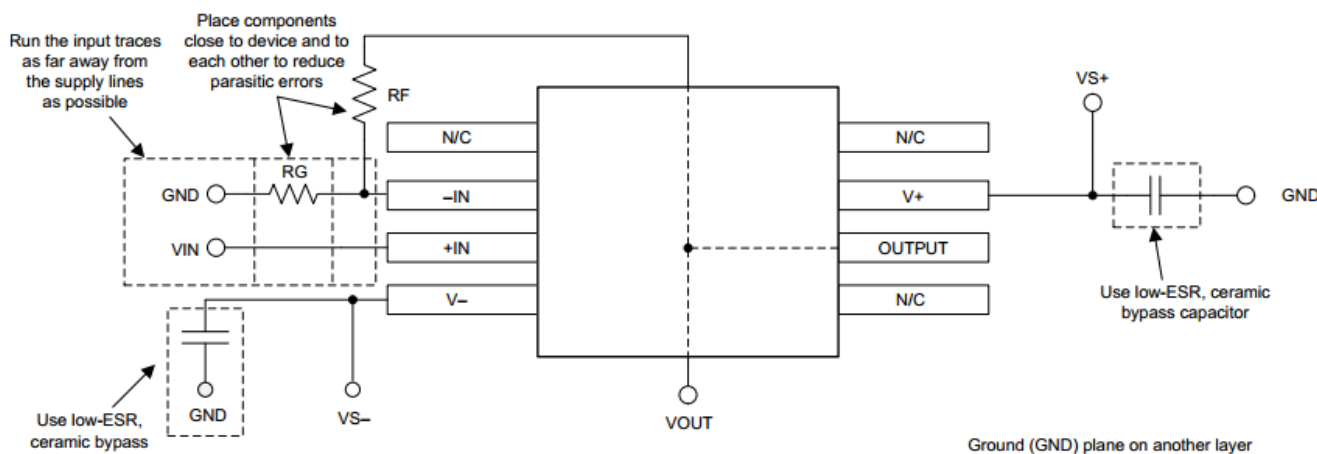 Place components
close to device and to
each other to reduce
parasitic errors
Run the input traces
as far away from
the supply lines
as possible
RF
VS+
N/C
N/C
RG
GND
–IN
V+
GND
VIN
+IN
OUTPUT
V–
N/C
Use low-ESR, ceramic
bypass capacitor
GND
VS–
VOUT
Use low-ESR,
ceramic bypass
Ground (GND) plane on another layer